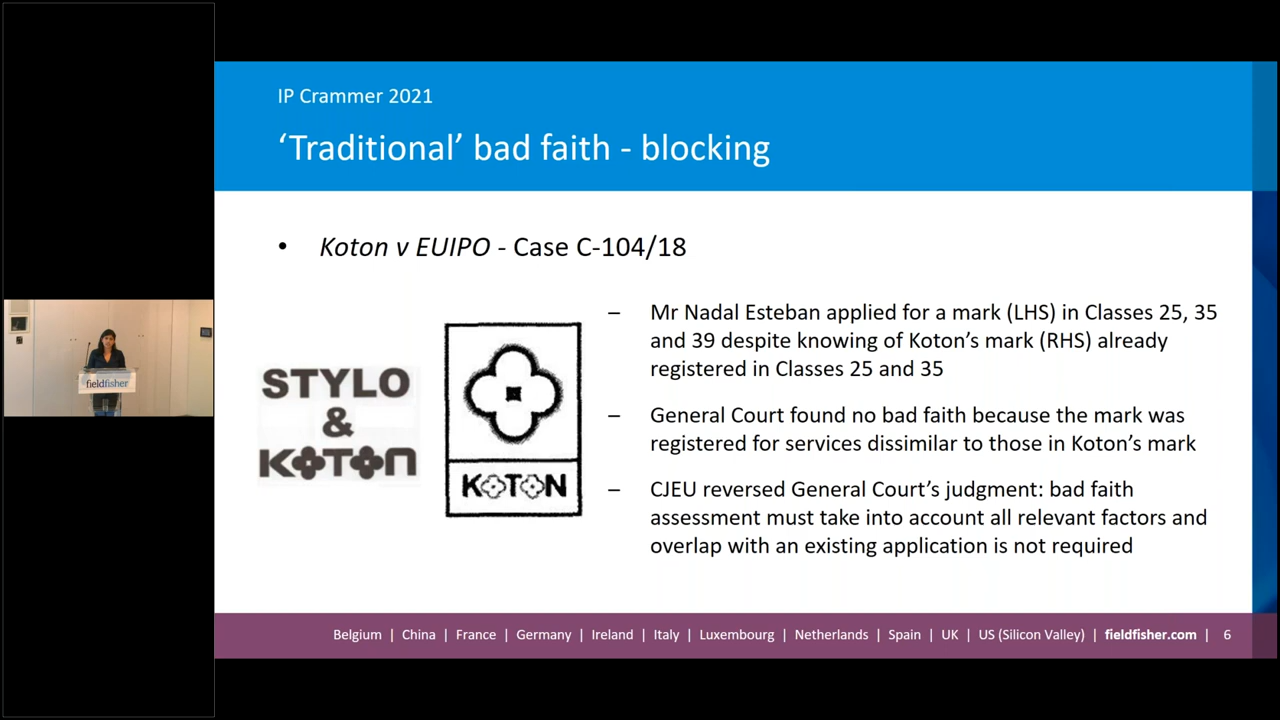 IP Crammer 2021
‘Traditional’ bad faith - blocking
• Koton v EUIPO - Case C-104/18
STYLO
&
KOTON
KOTON
– Mr Nadal Esteban applied for a mark (LHS) in Classes 25, 35
and 39 despite knowing of Koton’s mark (RHS) already
registered in Classes 25 and 35
– General Court found no bad faith because the mark was
registered for services dissimilar to those in Koton’s mark
– CJEU reversed General Court’s judgment: bad faith
assessment must take into account all relevant factors and
overlap with an existing application is not required
fieldfisher
Belgium | China | France | Germany | Ireland | Italy | Luxembourg | Netherlands | Spain | UK | US (Silicon Valley) | fieldfisher.com | 6